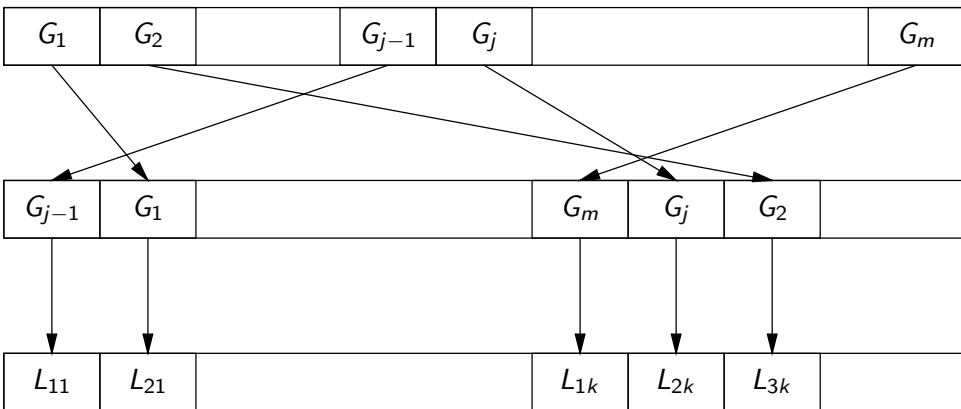 G₁ G₂ Gⱼ₋₁ Gⱼ Gₘ
Gⱼ₋₁ G₁ Gₘ Gⱼ G₂
L₁₁ L₂₁ L₁ₖ L₂ₖ L₃ₖ